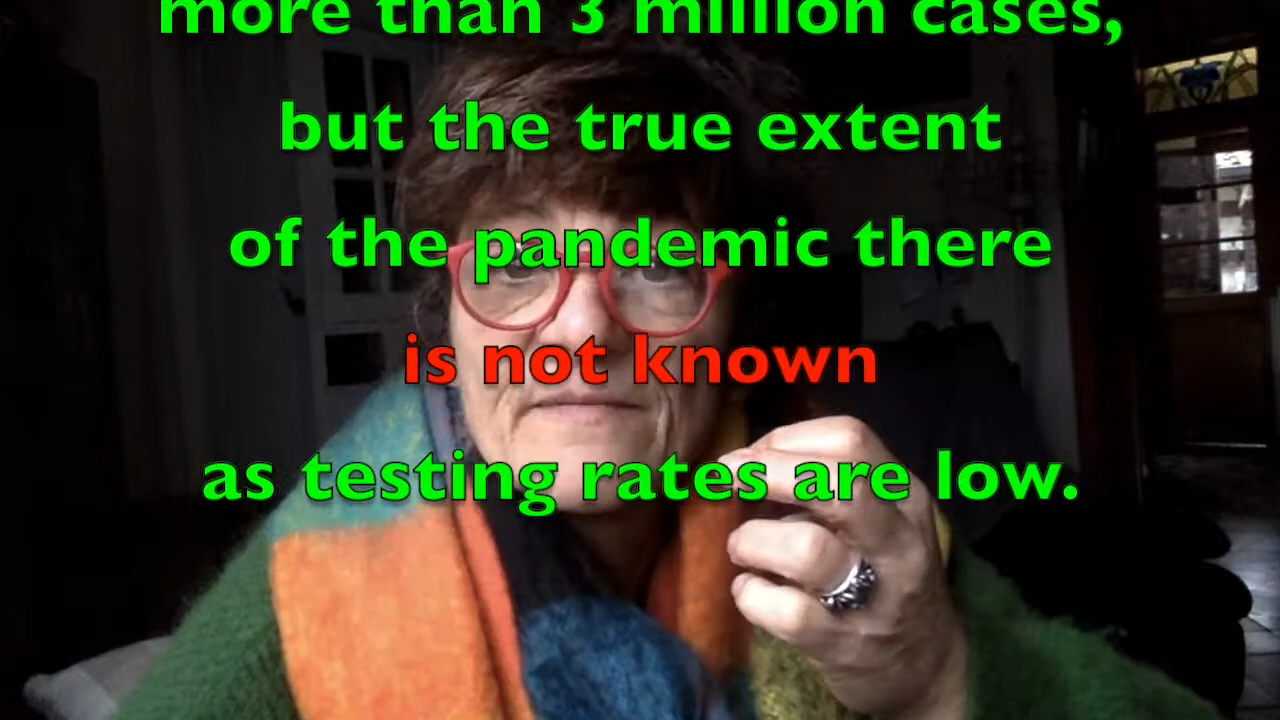 more than 3 million cases,
but the true extent
of the pandemic there
is not known
as testing rates are low.